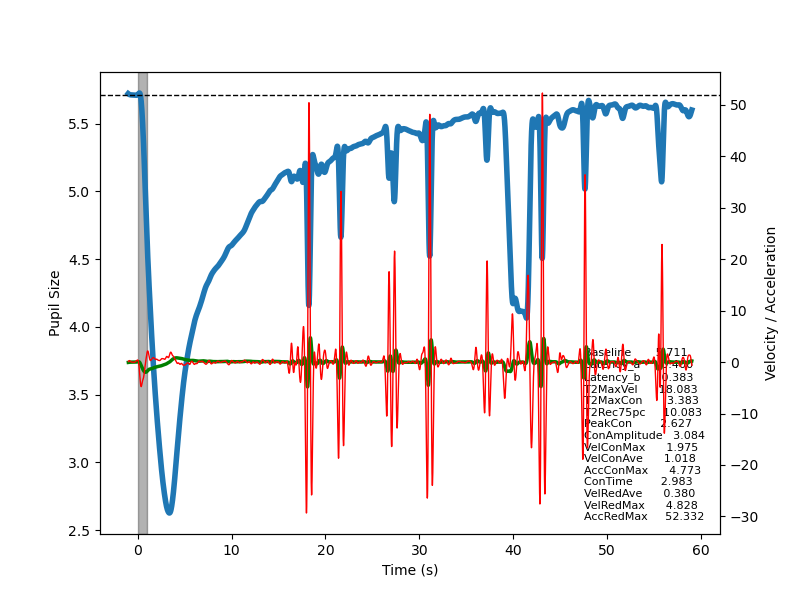 5.5
5.0
4.5
4.0
3.5
3.0
2.5
Pupil Size
0
10
20
30
40
50
60
Time (s)
50
40
30
20
10
0
−10
−20
−30
Velocity / Acceleration
Baseline 5.711
Latency_b 0.383
T2MaxVel 18.083
T2MaxCon 3.383
T2Rec75pc 10.083
PeakCon 2.627
ConAmplitude 3.084
VelConMax 1.975
VelConAve 1.018
AccConMax 4.773
ConTime 2.983
VelRedAve 0.380
VelRedMax 4.828
AccRedMax 52.332